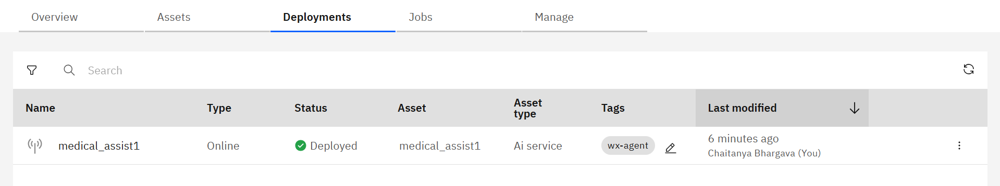 Overview Assets Deployments Jobs Manage
Search
Name Type Status Asset Asset type Tags Last modified
medical_assist1 Online Deployed medical_assist1 Ai service wx-agent 6 minutes ago
Chaitanya Bhargava (You)